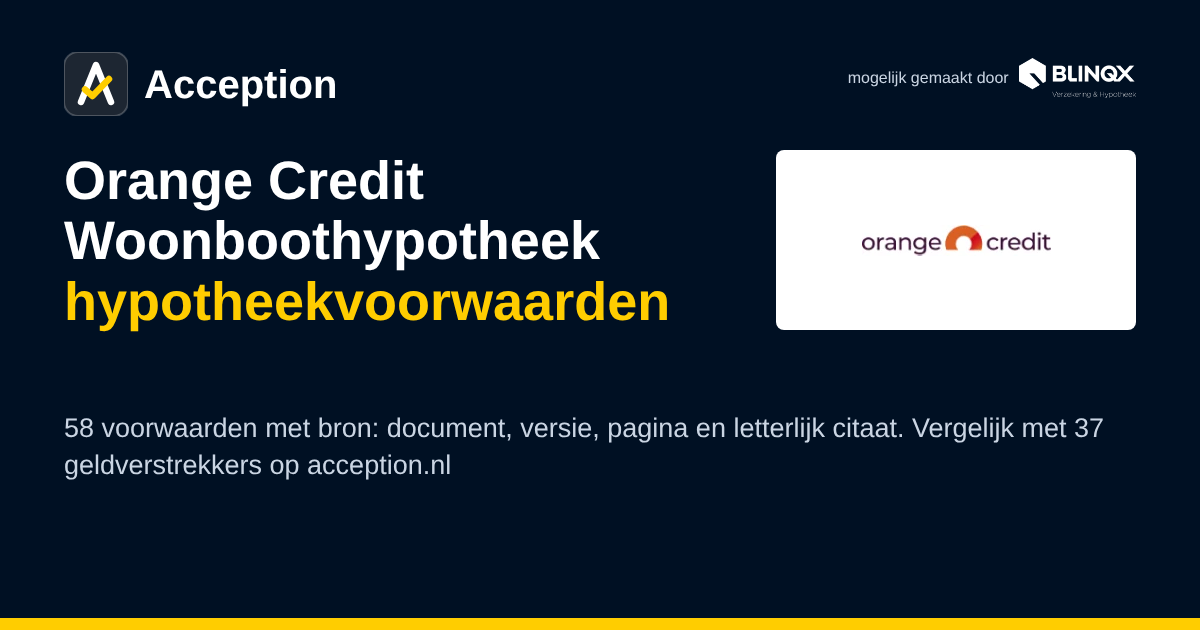 Acception
mogelijk gemaakt door
BLINQX
Verzekering & Hypotheek
Orange Credit
Woonboothypotheek
hypotheekvoorwaarden
orange credit
58 voorwaarden met bron: document, versie, pagina en letterlijk citaat. Vergelijk met 37
geldverstrekkers op acception.nl